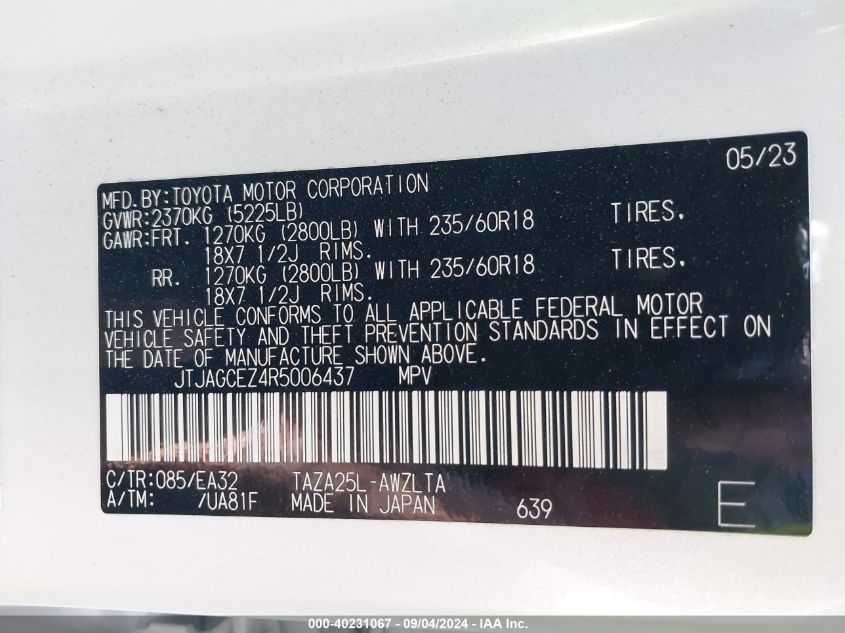 05/23
MFD.BY:TOYOTA MOTOR CORPORATION
GVWR:2370KG (5225LB)
GAWR:FRT. 1270KG (2800LB) WITH 235/60R18 TIRES.
18X7 1/2J RIMS.
RR. 1270KG (2800LB) WITH 235/60R18 TIRES.
18X7 1/2J RIMS.
THIS VEHICLE CONFORMS TO ALL APPLICABLE FEDERAL MOTOR
VEHICLE SAFETY AND THEFT PREVENTION STANDARDS IN EFFECT ON
THE DATE OF MANUFACTURE SHOWN ABOVE.
JTJAGCEZ4R5006437 MPV
C/TR:085/EA32 TAZA25L-AWZLTA
A/TM: /UA81F MADE IN JAPAN 639 E
000-40231067 - 09/04/2024 - IAA Inc.